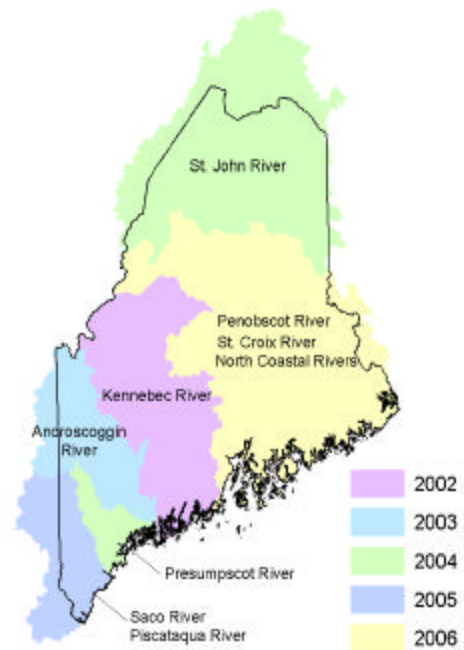 St. John River
Penobscot River
St. Croix River
North Coastal Rivers
Kennebec River
Androscoggin
River
Presumpscot River
Saco River
Piscataqua River
2002
2003
2004
2005
2006